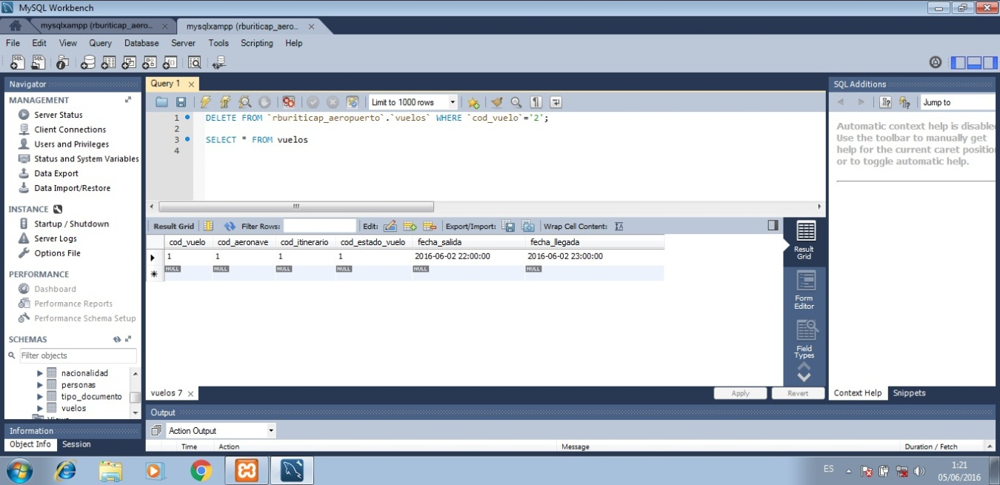 MySQL Workbench
mysqlxampp (rburiticap_aero... ×
mysqlxampp (rburiticap_aero... ×
File Edit View Query Database Server Tools Scripting Help
Navigator
MANAGEMENT
Server Status
Client Connections
Users and Privileges
Status and System Variables
Data Export
Data Import/Restore
INSTANCE
Startup / Shutdown
Server Logs
Options File
PERFORMANCE
Dashboard
Performance Reports
Performance Schema Setup
SCHEMAS
Filter objects
nacionalidad
personas
tipo_documento
vuelos
Views
Information
Object Info Session
Query 1 ×
Limit to 1000 rows
1 DELETE FROM `rburiticap_aeropuerto`.`vuelos` WHERE `cod_vuelo`='2';
2
3 SELECT * FROM vuelos
4
Result Grid Filter Rows: Edit: Export/Import: Wrap Cell Content:
cod_vuelo cod_aeronave cod_itinerario cod_estado_vuelo fecha_salida fecha_llegada
1 1 1 1 2016-06-02 22:00:00 2016-06-02 23:00:00
NULL NULL NULL NULL NULL NULL
Result
Grid
Form
Editor
Field
Types
vuelos 7 ×
Apply Revert
Output
Action Output
Time Action Message Duration / Fetch
SQL Additions
Jump to
Automatic context help is disable
Use the toolbar to manually get
help for the current caret positio
or to toggle automatic help.
Context Help Snippets
ES
1:21
05/06/2016